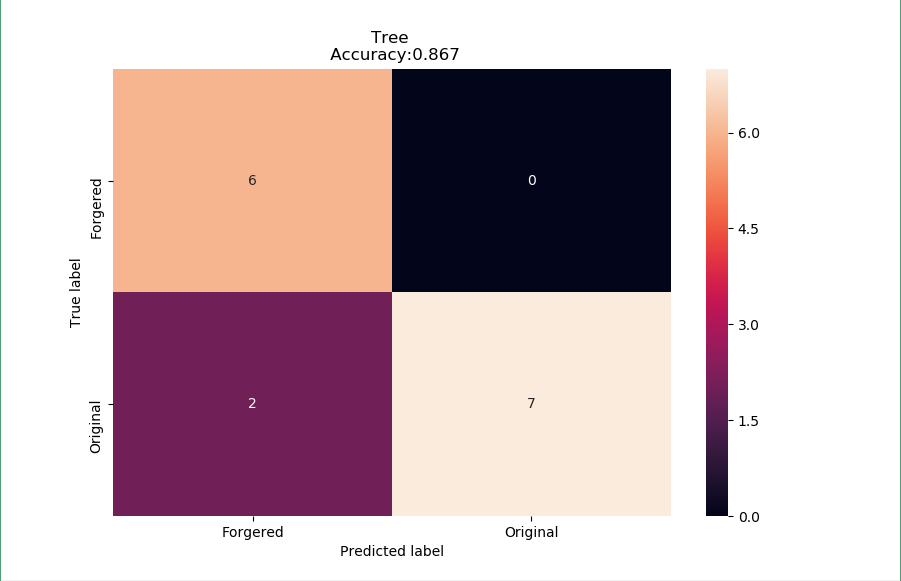 Tree
Accuracy:0.867
Forgered
6
0
Original
2
7
True label
Forgered
Original
Predicted label
6.0
4.5
3.0
1.5
0.0